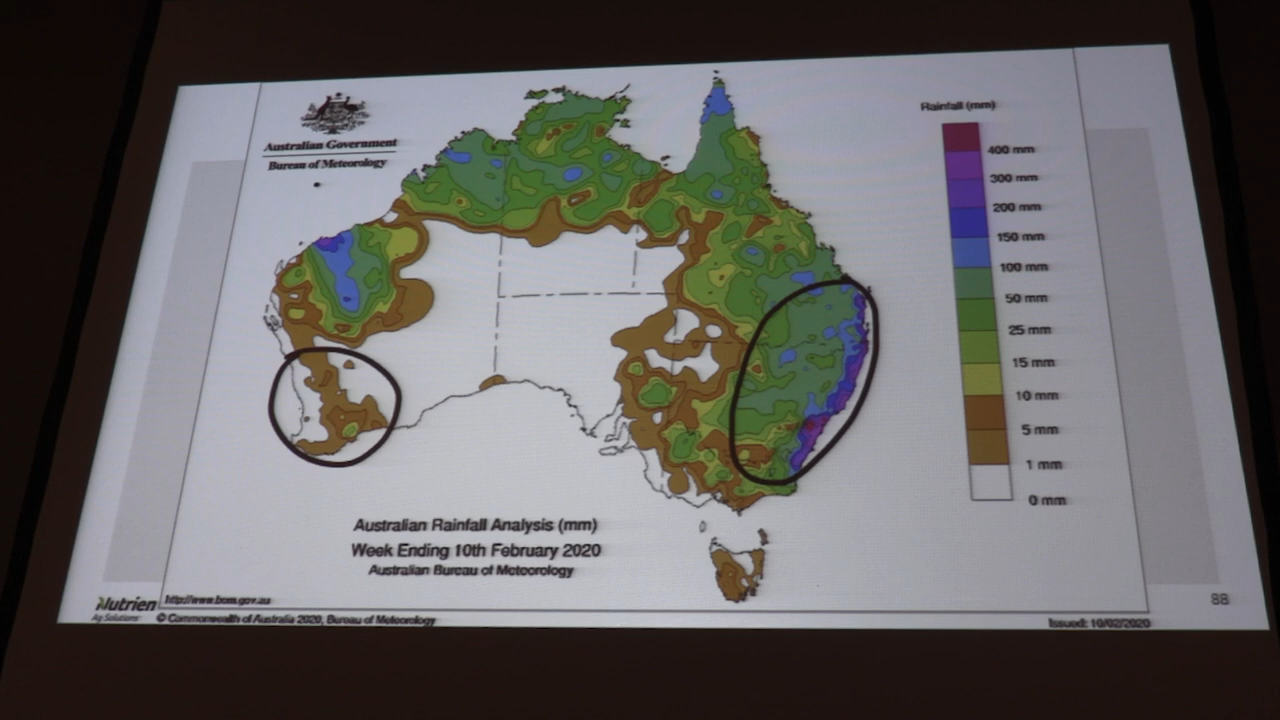 Australian Government
Bureau of Meteorology
Rainfall (mm)
400 mm
300 mm
200 mm
150 mm
100 mm
50 mm
25 mm
15 mm
10 mm
5 mm
1 mm
0 mm
Australian Rainfall Analysis (mm)
Week Ending 10th February 2020
Australian Bureau of Meteorology
Nutrien
Ag Solutions
http://www.bom.gov.au
© Commonwealth of Australia 2020, Bureau of Meteorology
Issued: 10/02/2020
88